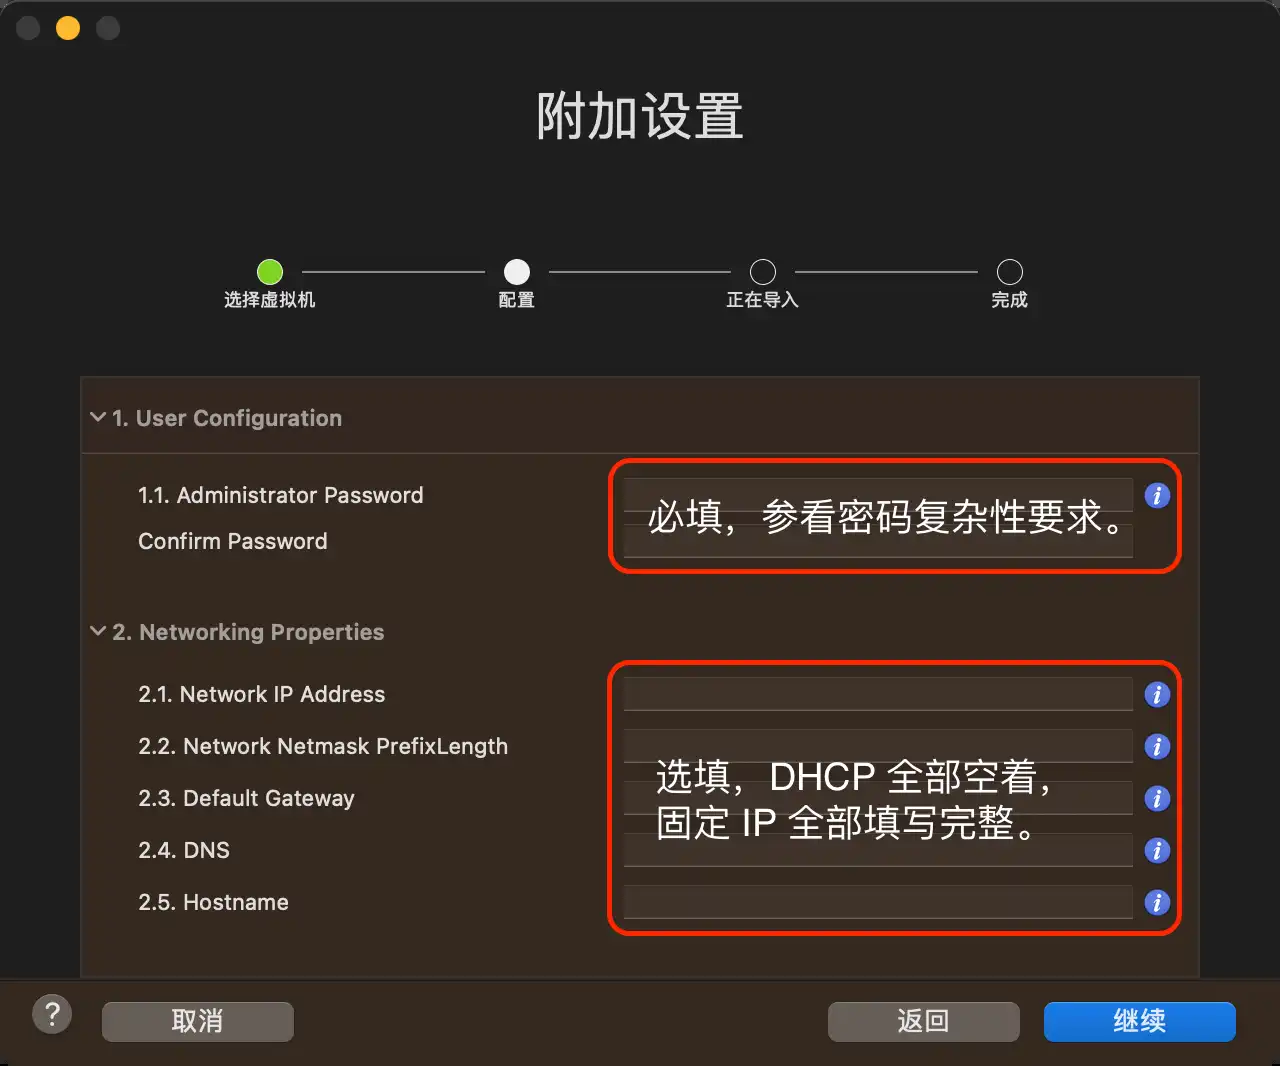 附加设置
选择虚拟机
配置
正在导入
完成
1. User Configuration
1.1. Administrator Password
Confirm Password
必填，参看密码复杂性要求。
2. Networking Properties
2.1. Network IP Address
2.2. Network Netmask PrefixLength
2.3. Default Gateway
2.4. DNS
2.5. Hostname
选填，DHCP 全部空着，
固定 IP 全部填写完整。
?
取消
返回
继续